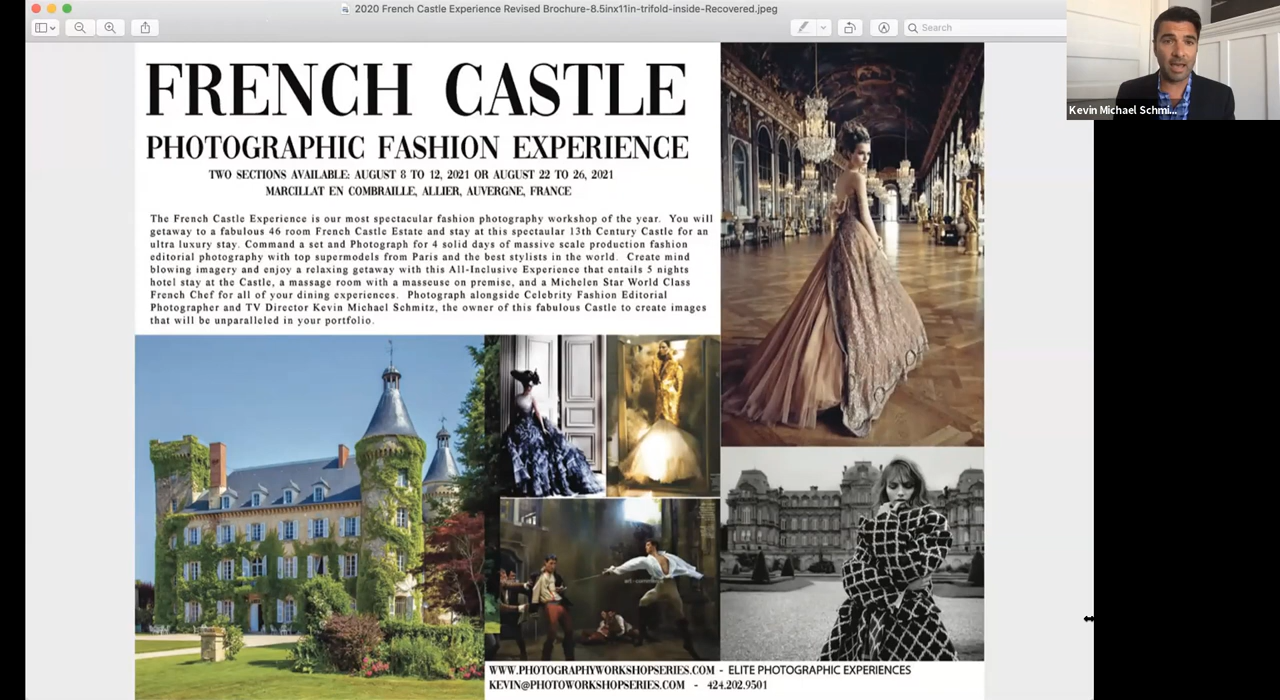 2020 French Castle Experience Revised Brochure-8.5inx11in-trifold-inside-Recovered.jpeg
Search
Kevin Michael Schmi...
FRENCH CASTLE
PHOTOGRAPHIC FASHION EXPERIENCE
TWO SECTIONS AVAILABLE: AUGUST 8 TO 12, 2021 OR AUGUST 22 TO 26, 2021
MARCILLAT EN COMBRAILLE, ALLIER, AUVERGNE, FRANCE
The French Castle Experience is our most spectacular fashion photography workshop of the year. You will
getaway to a fabulous 46 room French Castle Estate and stay at this spectacular 13th Century Castle for an
ultra luxury stay. Command a set and Photograph for 4 solid days of massive scale production fashion
editorial photography with top supermodels from Paris and the best stylists in the world. Create mind
blowing imagery and enjoy a relaxing getaway with this All-Inclusive Experience that entails 5 nights
hotel stay at the Castle, a massage room with a masseuse on premise, and a Michelen Star World Class
French Chef for all of your dining experiences. Photograph alongside Celebrity Fashion Editorial
Photographer and TV Director Kevin Michael Schmitz, the owner of this fabulous Castle to create images
that will be unparalleled in your portfolio.
WWW.PHOTOGRAPHYWORKSHOPSERIES.COM - ELITE PHOTOGRAPHIC EXPERIENCES
KEVIN@PHOTOWORKSHOPSERIES.COM - 424.202.9501